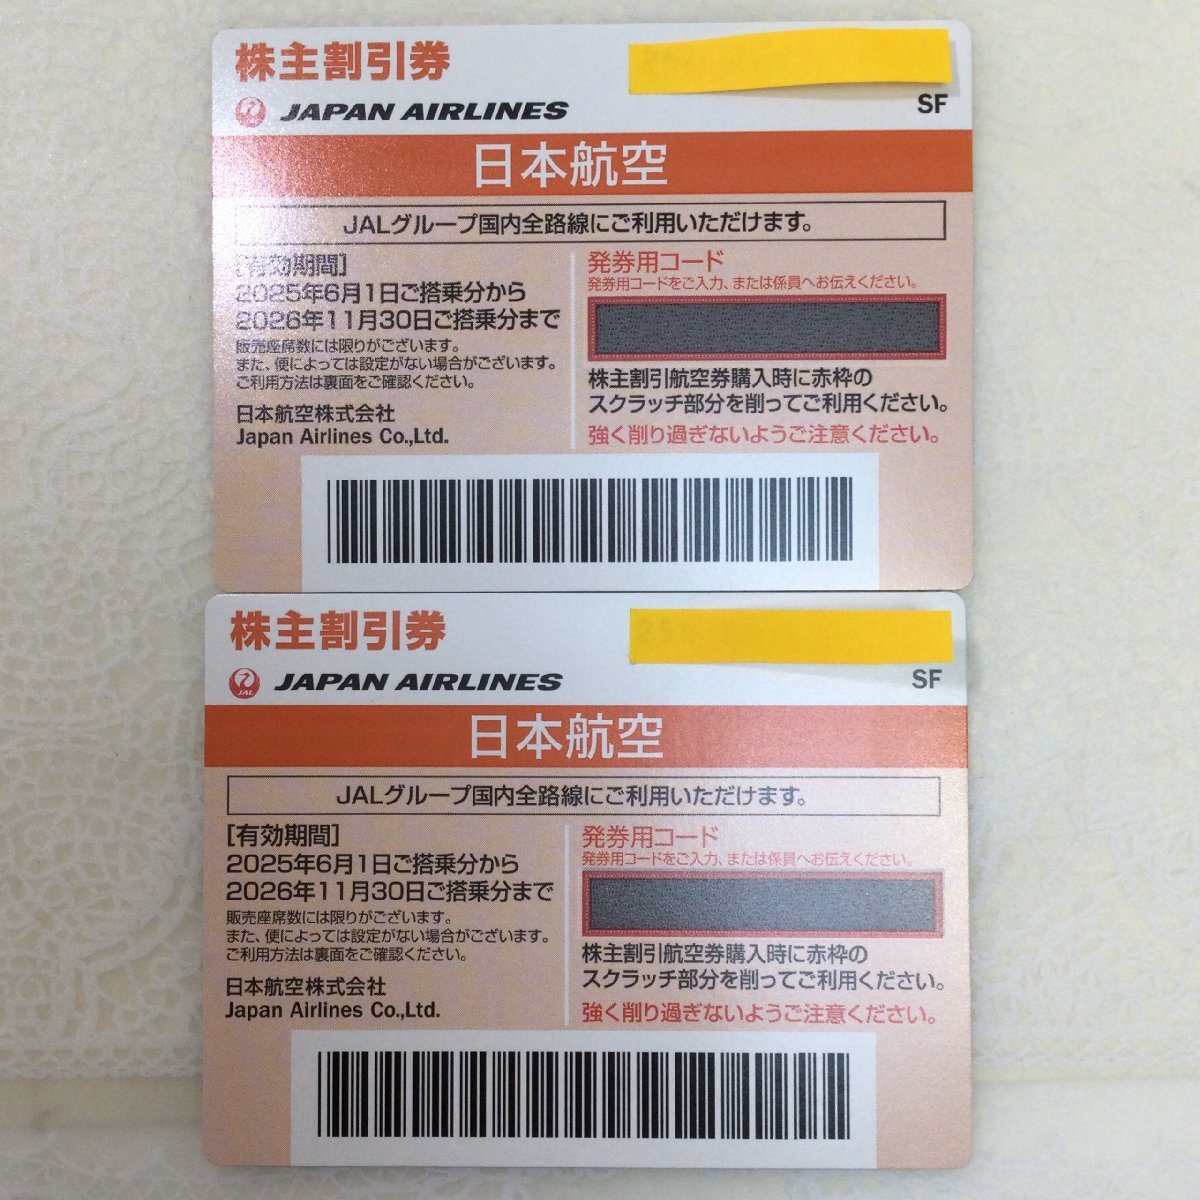 株主割引券
JAPAN AIRLINES
SF
日本航空
JALグループ国内全路線にご利用いただけます。
[有効期間]
2025年6月1日ご搭乗分から
2026年11月30日ご搭乗分まで
販売座席数には限りがございます。
また、便によっては設定がない場合がございます。
ご利用方法は裏面をご確認ください。
日本航空株式会社
Japan Airlines Co.,Ltd.
発券用コード
発券用コードをご入力、または係員へお伝えください。
株主割引航空券購入時に赤枠の
スクラッチ部分を削ってご利用ください。
強く削り過ぎないようご注意ください。
株主割引券
JAL
JAPAN AIRLINES
SF
日本航空
JALグループ国内全路線にご利用いただけます。
[有効期間]
2025年6月1日ご搭乗分から
2026年11月30日ご搭乗分まで
販売座席数には限りがございます。
また、便によっては設定がない場合がございます。
ご利用方法は裏面をご確認ください。
日本航空株式会社
Japan Airlines Co.,Ltd.
発券用コード
発券用コードをご入力、または係員へお伝えください。
株主割引航空券購入時に赤枠の
スクラッチ部分を削ってご利用ください。
強く削り過ぎないようご注意ください。